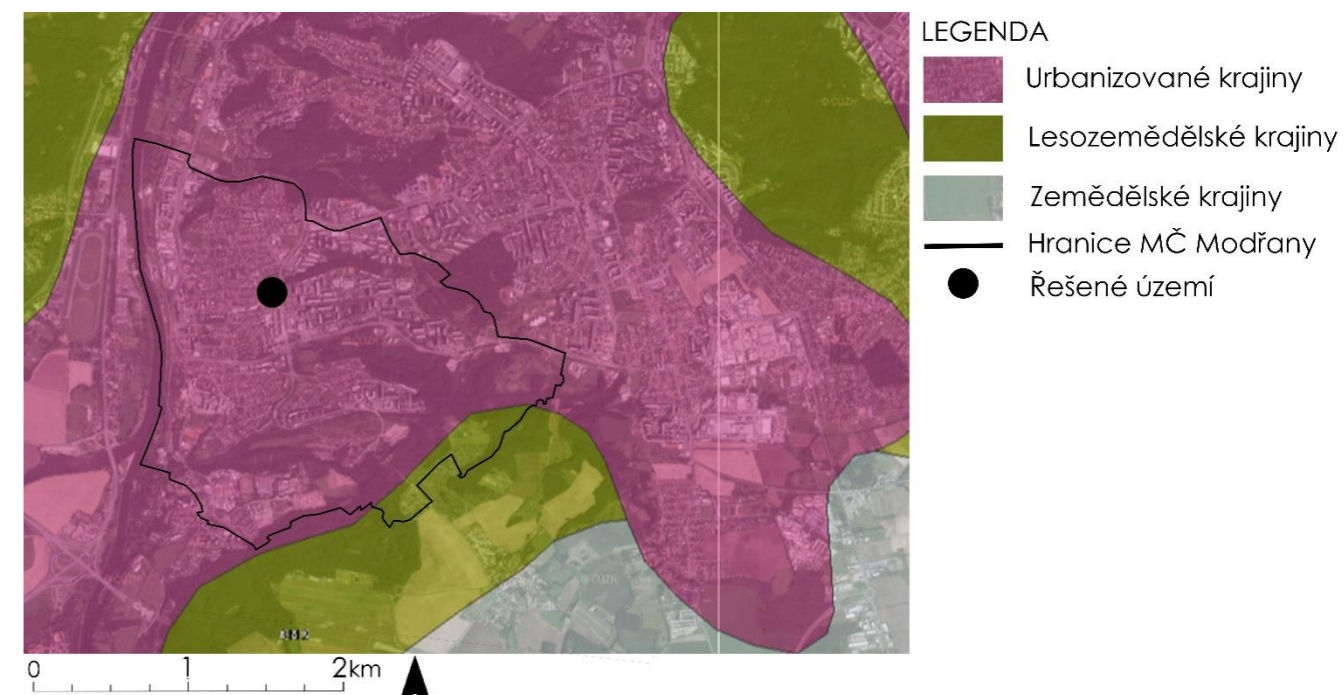 LEGENDA
Urbanizované krajiny
Lesozemědělské krajiny
Zemědělské krajiny
Hranice MČ Modřany
Řešené území
0 1 2km